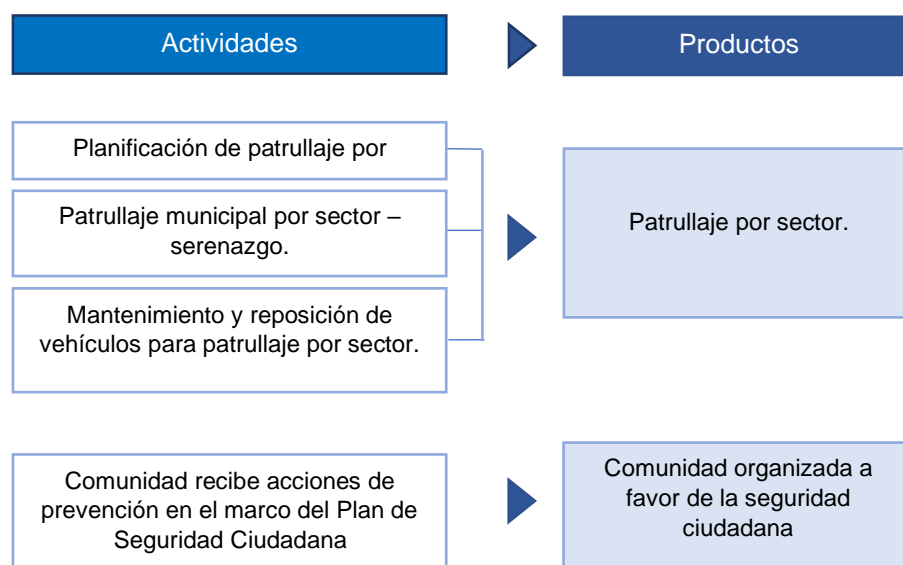 Actividades
Productos
Planificación de patrullaje por
Patrullaje municipal por sector –
serenazgo.
Mantenimiento y reposición de
vehículos para patrullaje por sector.
Patrullaje por sector.
Comunidad recibe acciones de
prevención en el marco del Plan de
Seguridad Ciudadana
Comunidad organizada a
favor de la seguridad
ciudadana